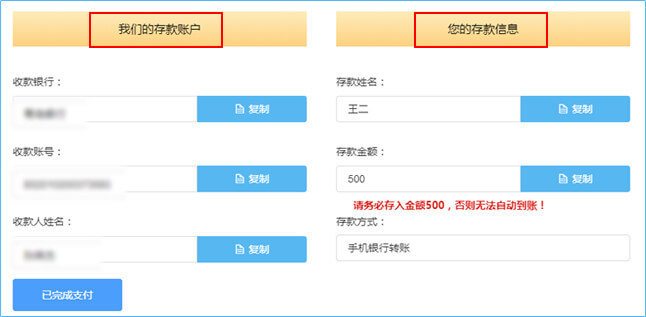 我们的存款账户
您的存款信息
收款银行：
复制
存款姓名：
王二
复制
收款账号：
复制
存款金额：
500
复制
请务必存入金额500，否则无法自动到账！
收款人姓名：
复制
存款方式：
手机银行转账
已完成支付